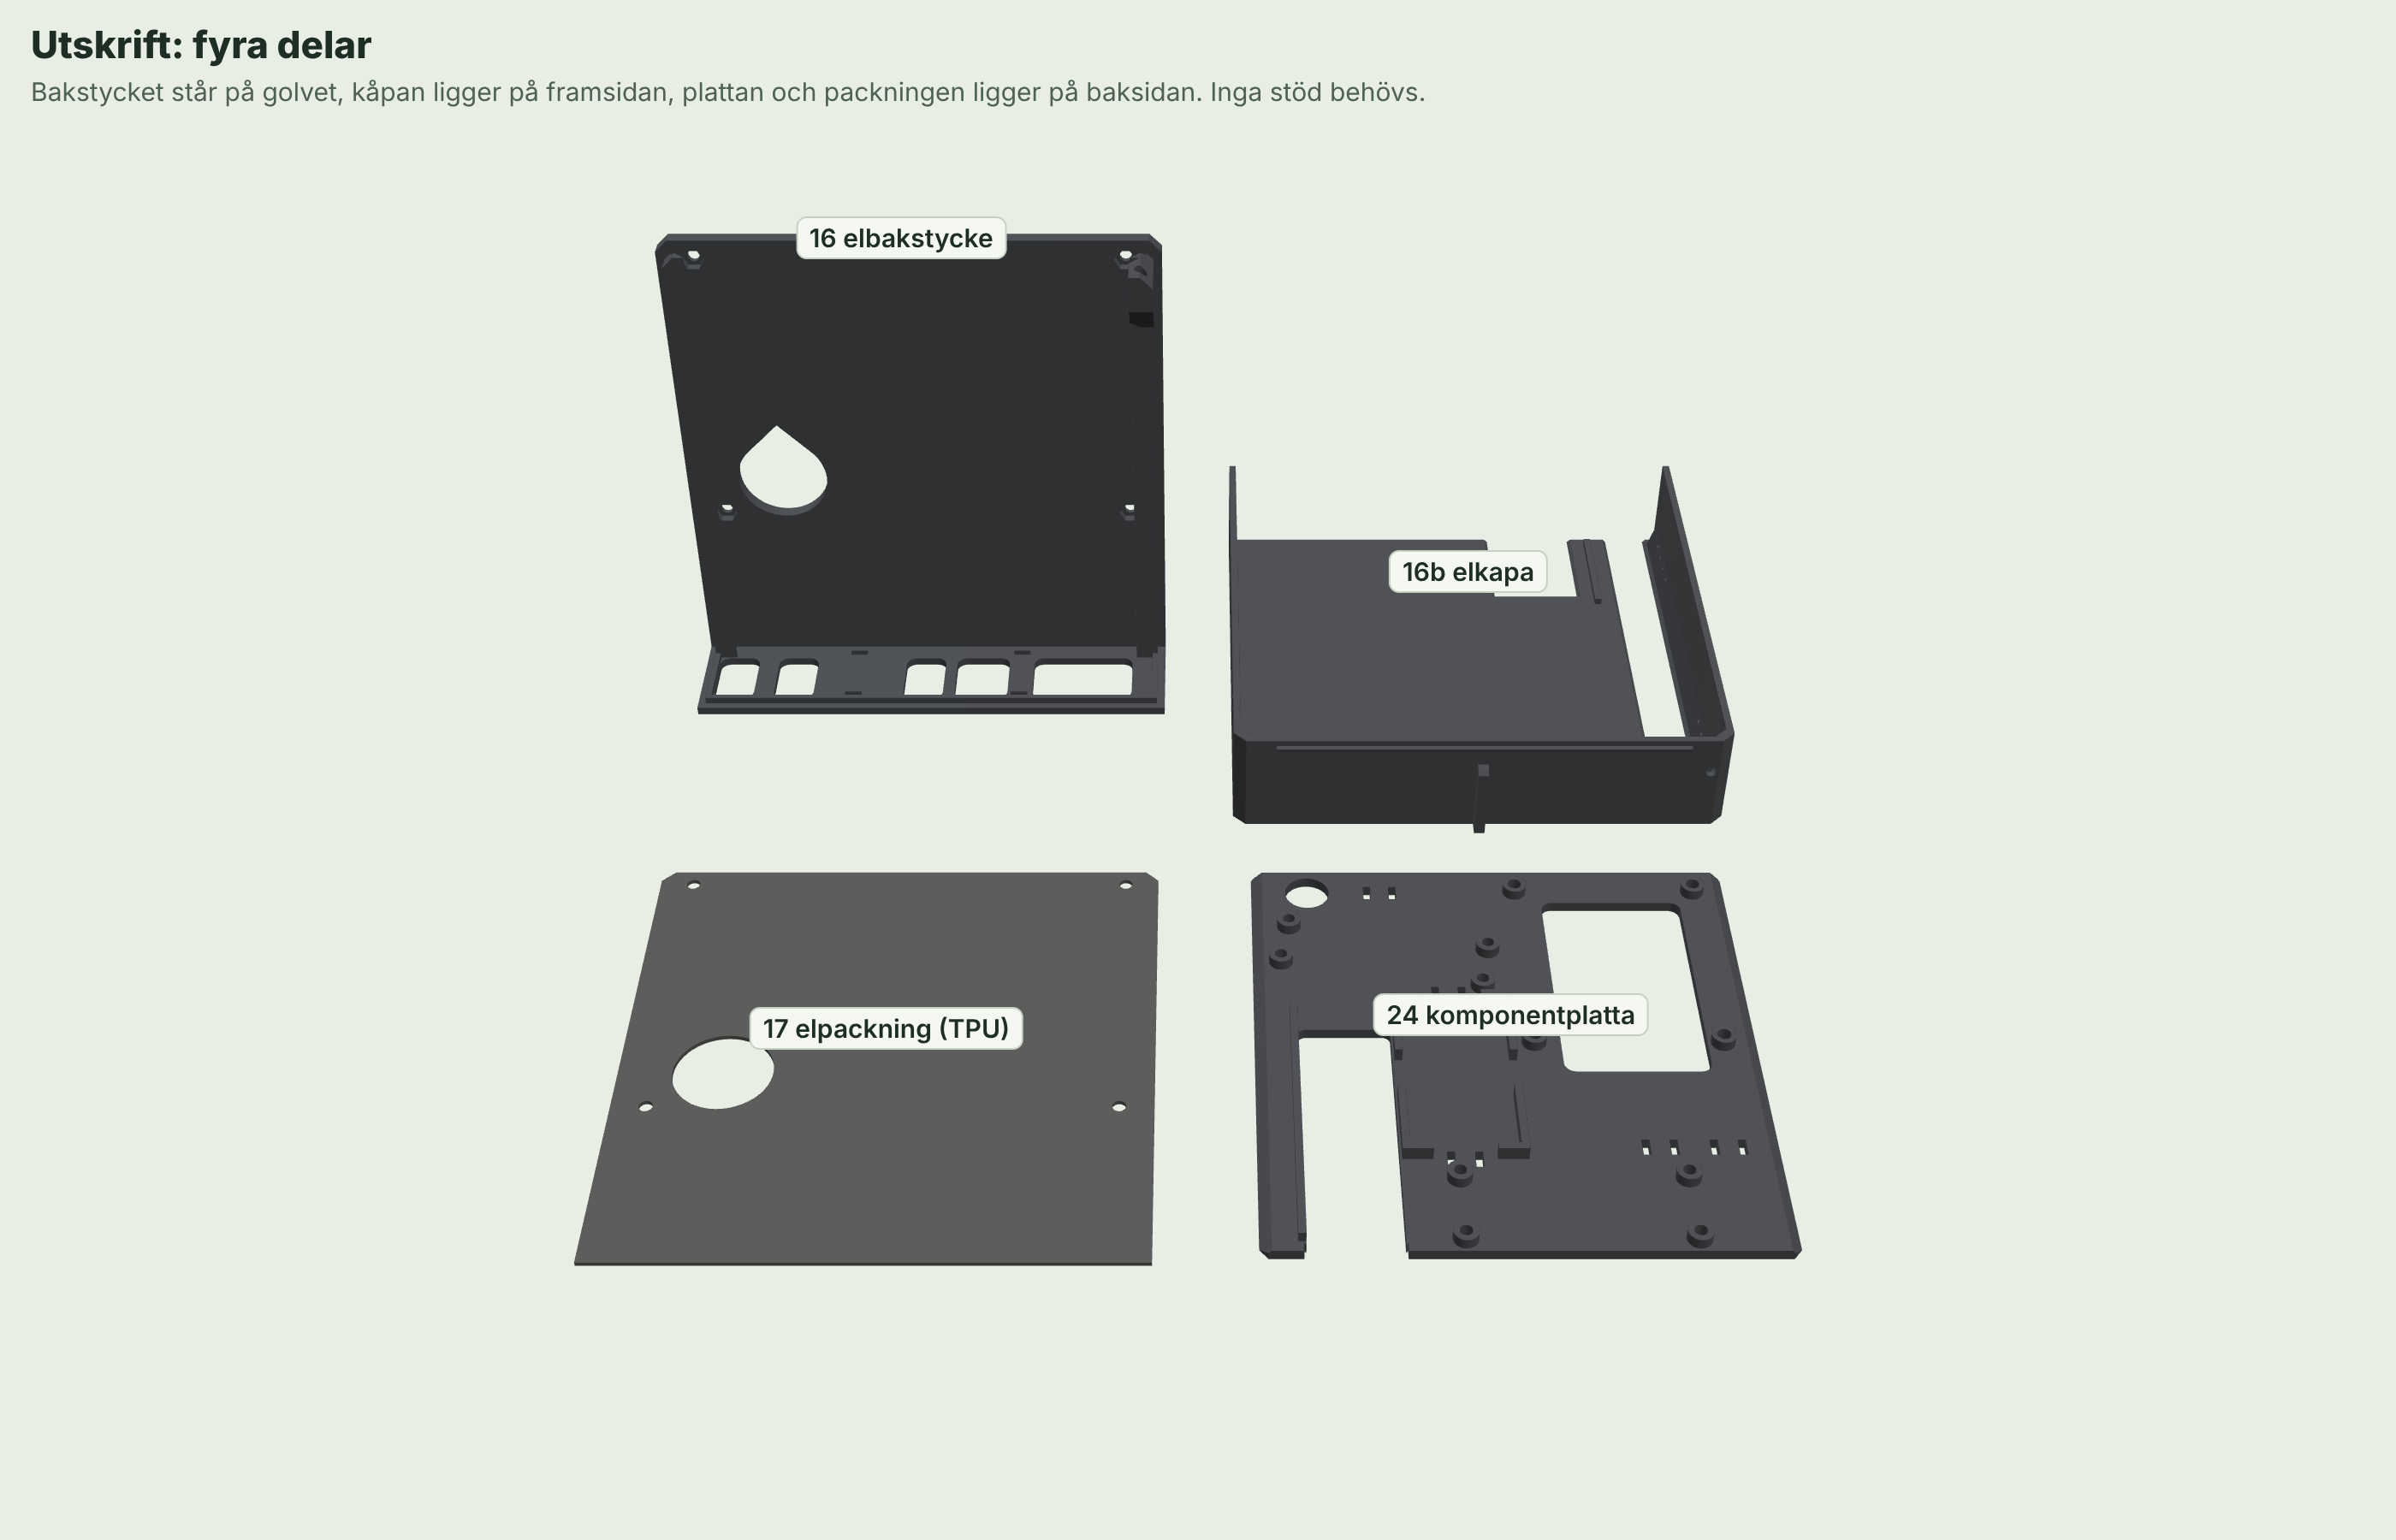 Utskrift: fyra delar
Bakstycket står på golvet, kåpan ligger på framsidan, plattan och packningen ligger på baksidan. Inga stöd behövs.
16 elbakstycke
16b elkapa
17 elpackning (TPU)
24 komponentplatta